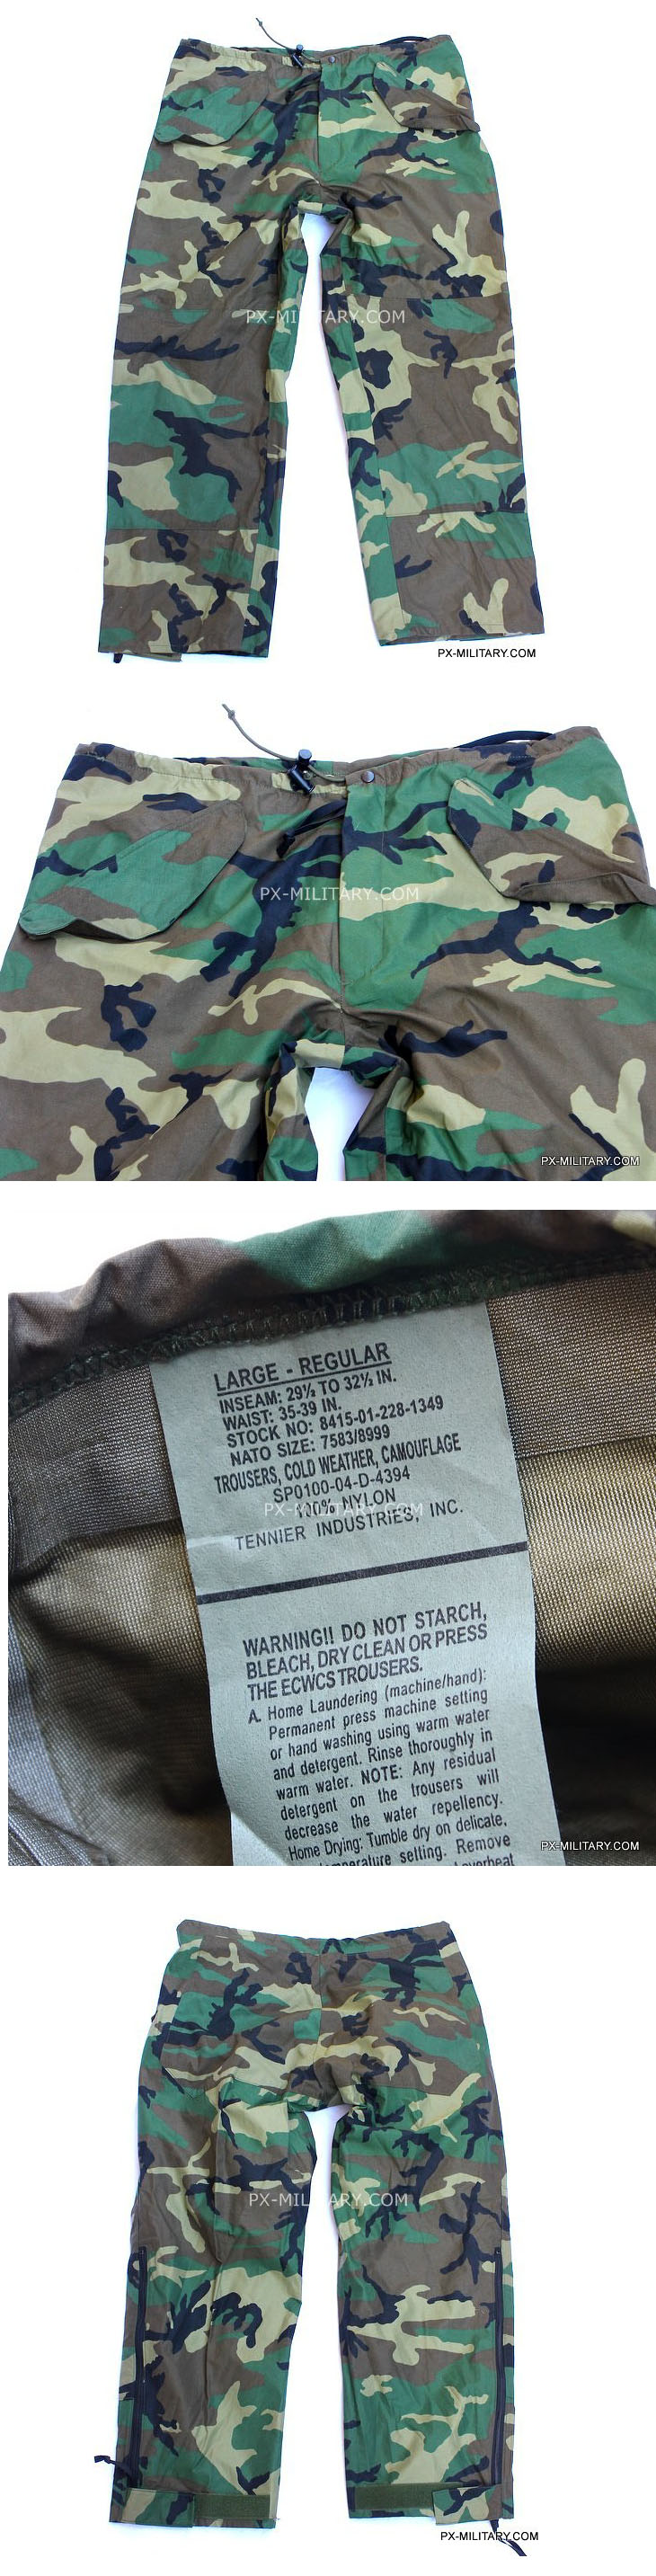 PX-MILITARY.COM
PX-MILITARY.COM
PX-MILITARY.COM
PX-MILITARY.COM
LARGE - REGULAR
INSEAM: 29½ TO 32½ IN.
WAIST: 35-39 IN.
STOCK NO: 8415-01-228-1349
NATO SIZE: 7583/8999
TROUSERS, COLD WEATHER, CAMOUFLAGE
SP0100-04-D-4394
100% NYLON
PX-MILITARY.COM
TENNIER INDUSTRIES, INC.
WARNING!! DO NOT STARCH,
BLEACH, DRY CLEAN OR PRESS
THE ECWCS TROUSERS.
A. Home Laundering (machine/hand):
Permanent press machine setting
or hand washing using warm water
and detergent. Rinse thoroughly in
warm water. NOTE: Any residual
detergent on the trousers will
decrease the water repellency.
Home Drying: Tumble dry on delicate,
temperature setting. Remove
overheat
PX-MILITARY.COM
PX-MILITARY.COM
PX-MILITARY.COM